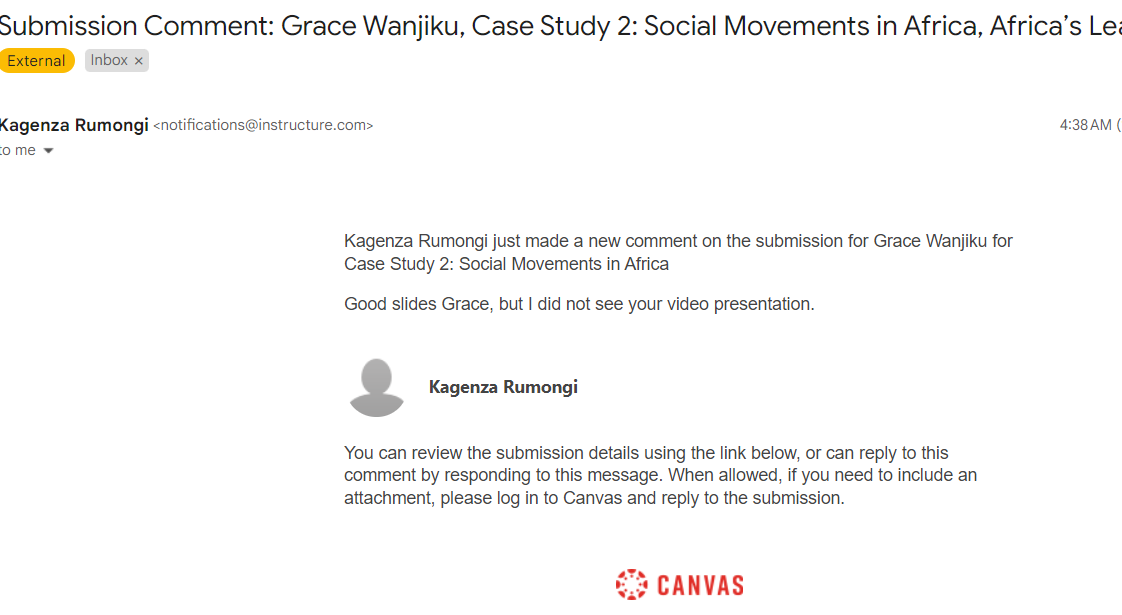 Submission Comment: Grace Wanjiku, Case Study 2: Social Movements in Africa, Africa’s
External Inbox ×
Kagenza Rumongi <notifications@instructure.com> 4:38 AM (
to me
Kagenza Rumongi just made a new comment on the submission for Grace Wanjiku for
Case Study 2: Social Movements in Africa
Good slides Grace, but I did not see your video presentation.
Kagenza Rumongi
You can review the submission details using the link below, or can reply to this
comment by responding to this message. When allowed, if you need to include an
attachment, please log in to Canvas and reply to the submission.
CANVAS